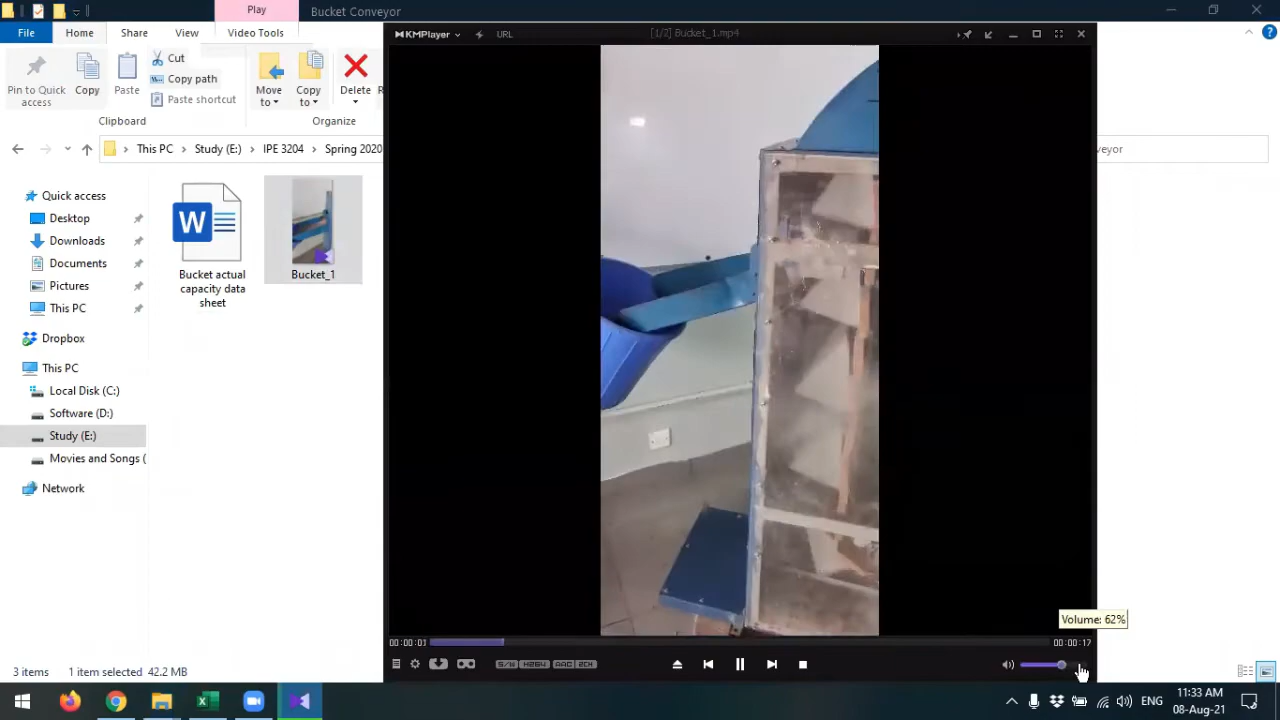 Play
Bucket Conveyor
File
Home
Share
View
Video Tools
Pin to Quick access
Copy
Paste
Cut
Copy path
Paste shortcut
Clipboard
Move to
Copy to
Delete
Organize
KMPlayer
URL
[1/2] Bucket_1.mp4
This PC
Study (E:)
IPE 3204
Spring 2020
veyor
Quick access
Desktop
Downloads
Documents
Pictures
This PC
Dropbox
This PC
Local Disk (C:)
Software (D:)
Study (E:)
Movies and Songs (
Network
Bucket actual
capacity data
sheet
Bucket_1
Volume: 62%
00:00:01
00:00:17
S/W H264 AAC 2CH
3 items
1 item selected 42.2 MB
ENG
11:33 AM
08-Aug-21